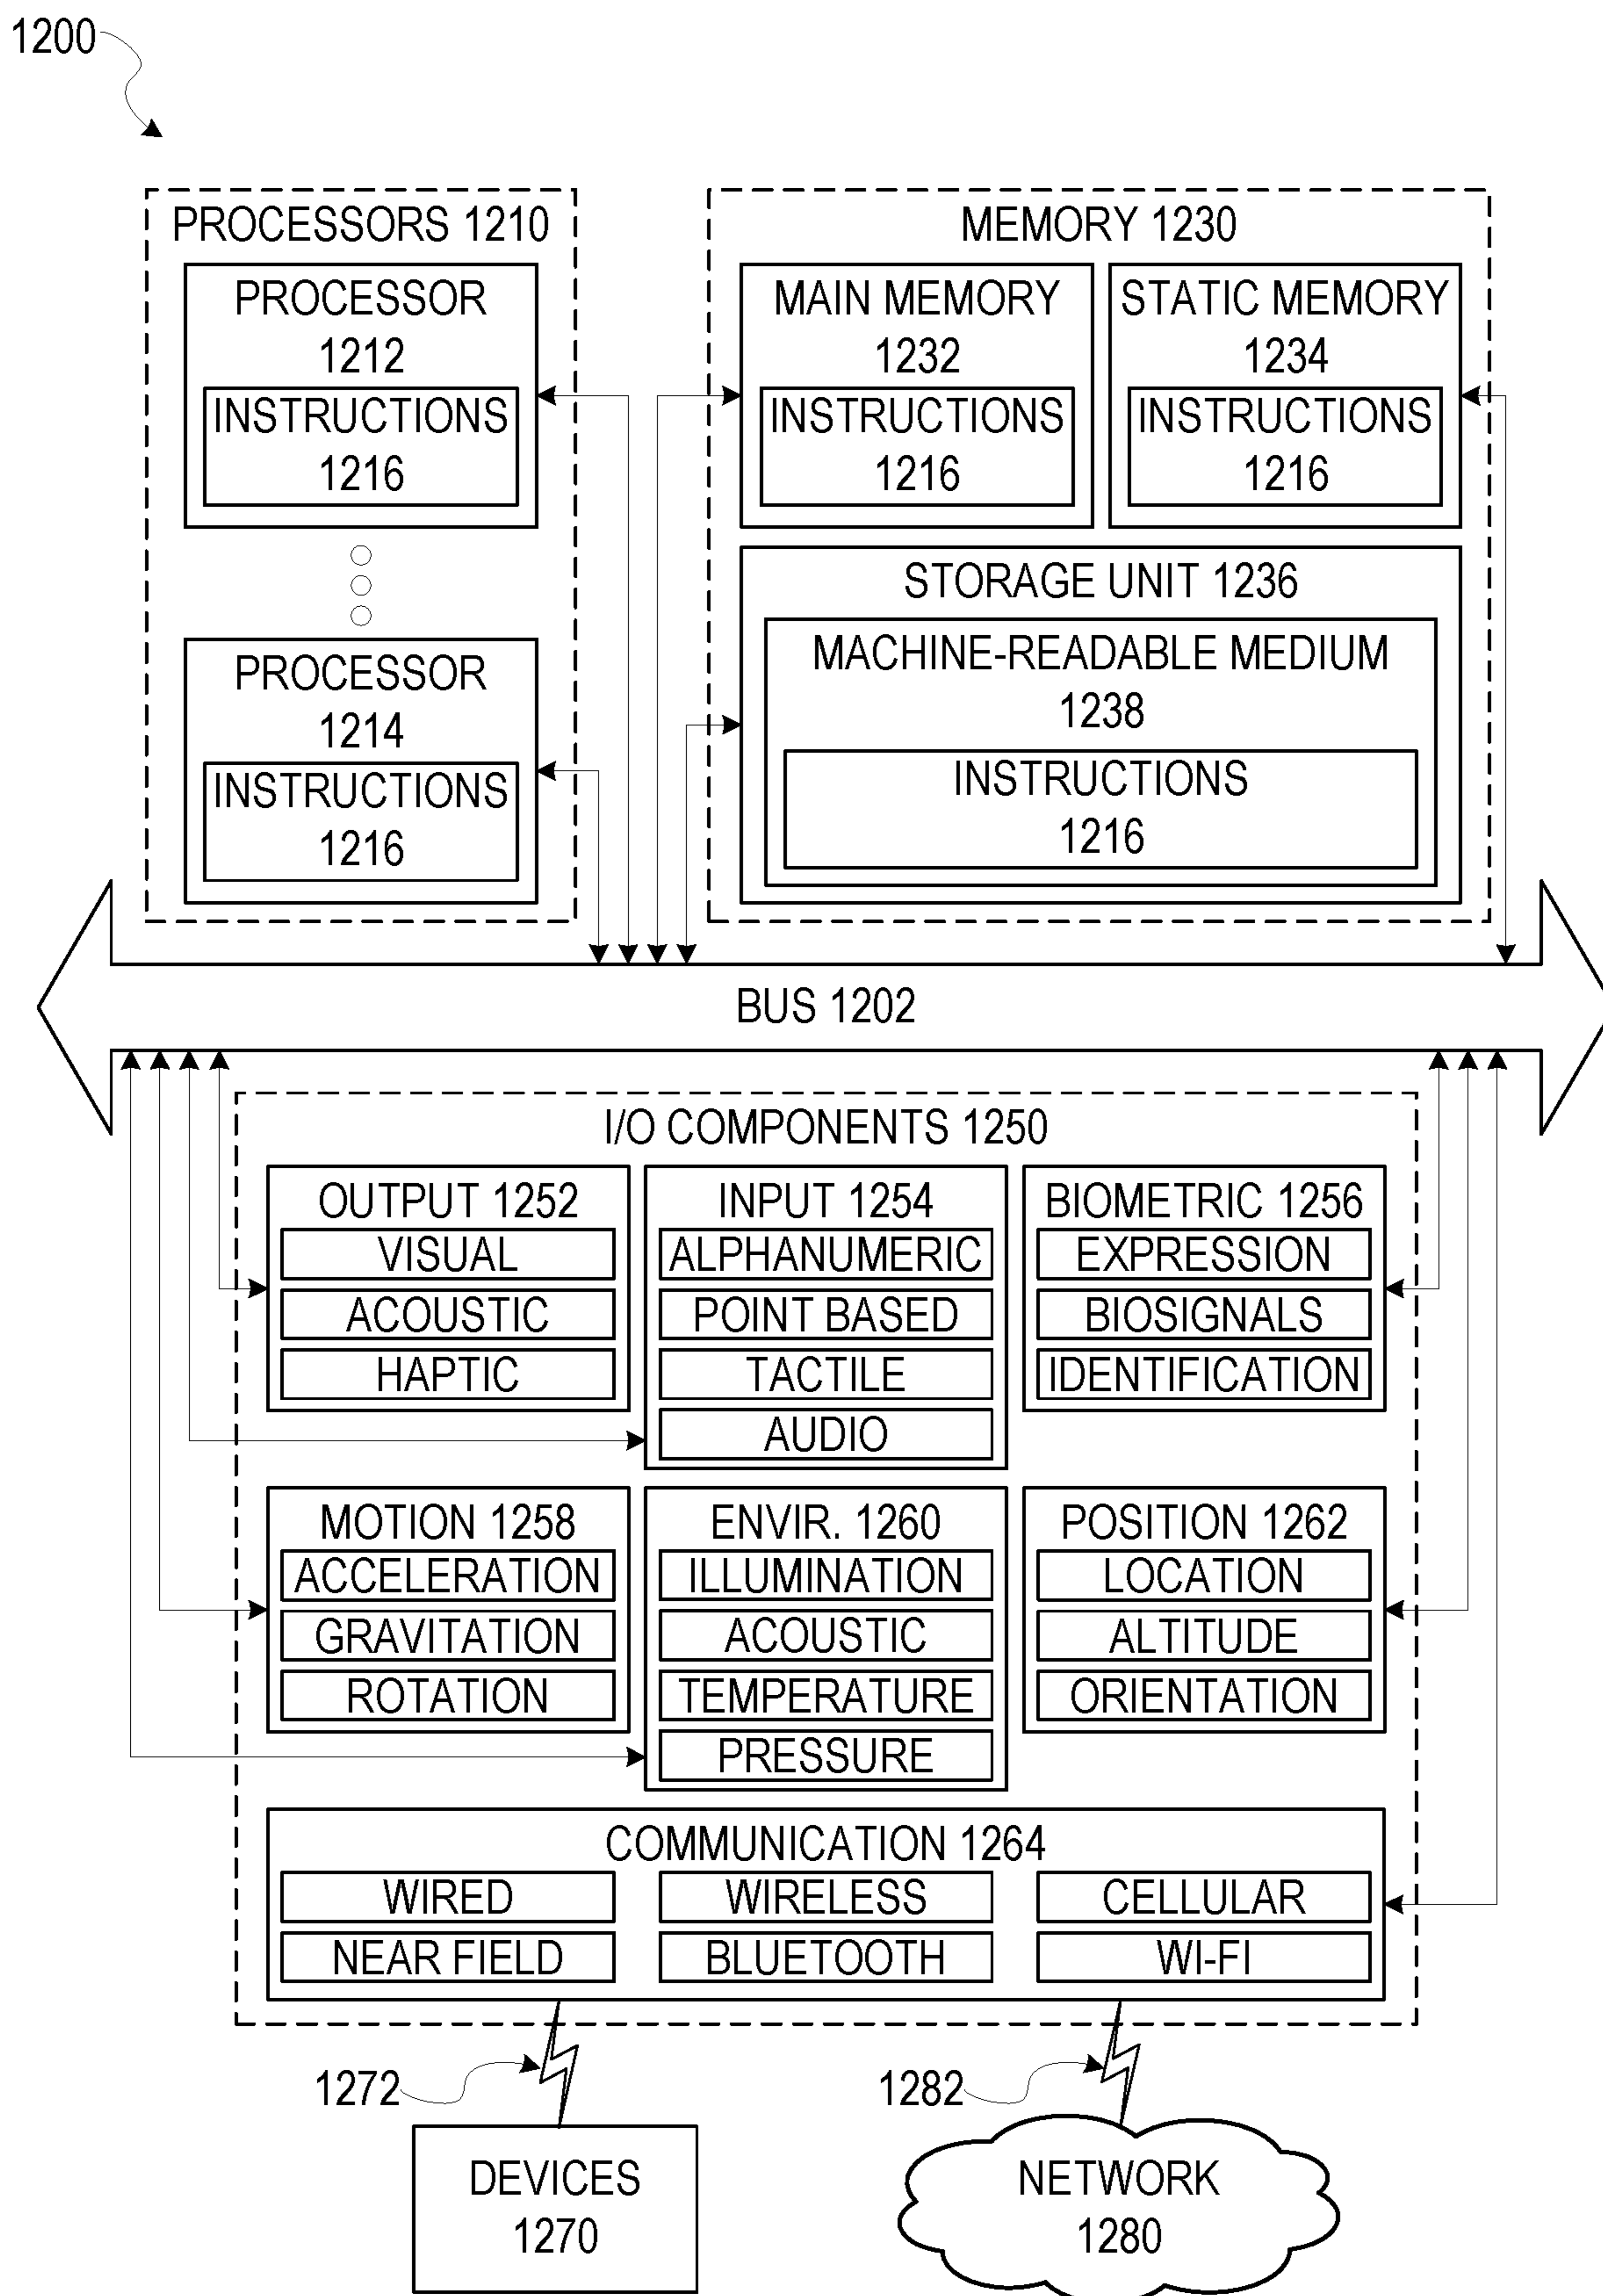 1200
PROCESSORS 1210
PROCESSOR
1212
INSTRUCTIONS
1216
PROCESSOR
1214
INSTRUCTIONS
1216
MEMORY 1230
MAIN MEMORY
1232
INSTRUCTIONS
1216
STATIC MEMORY
1234
INSTRUCTIONS
1216
STORAGE UNIT 1236
MACHINE-READABLE MEDIUM
1238
INSTRUCTIONS
1216
BUS 1202
I/O COMPONENTS 1250
OUTPUT 1252
VISUAL
ACOUSTIC
HAPTIC
INPUT 1254
ALPHANUMERIC
POINT BASED
TACTILE
AUDIO
BIOMETRIC 1256
EXPRESSION
BIOSIGNALS
IDENTIFICATION
MOTION 1258
ACCELERATION
GRAVITATION
ROTATION
ENVIR. 1260
ILLUMINATION
ACOUSTIC
TEMPERATURE
PRESSURE
POSITION 1262
LOCATION
ALTITUDE
ORIENTATION
COMMUNICATION 1264
WIRED
WIRELESS
CELLULAR
NEAR FIELD
BLUETOOTH
WI-FI
1272
1282
DEVICES
1270
NETWORK
1280